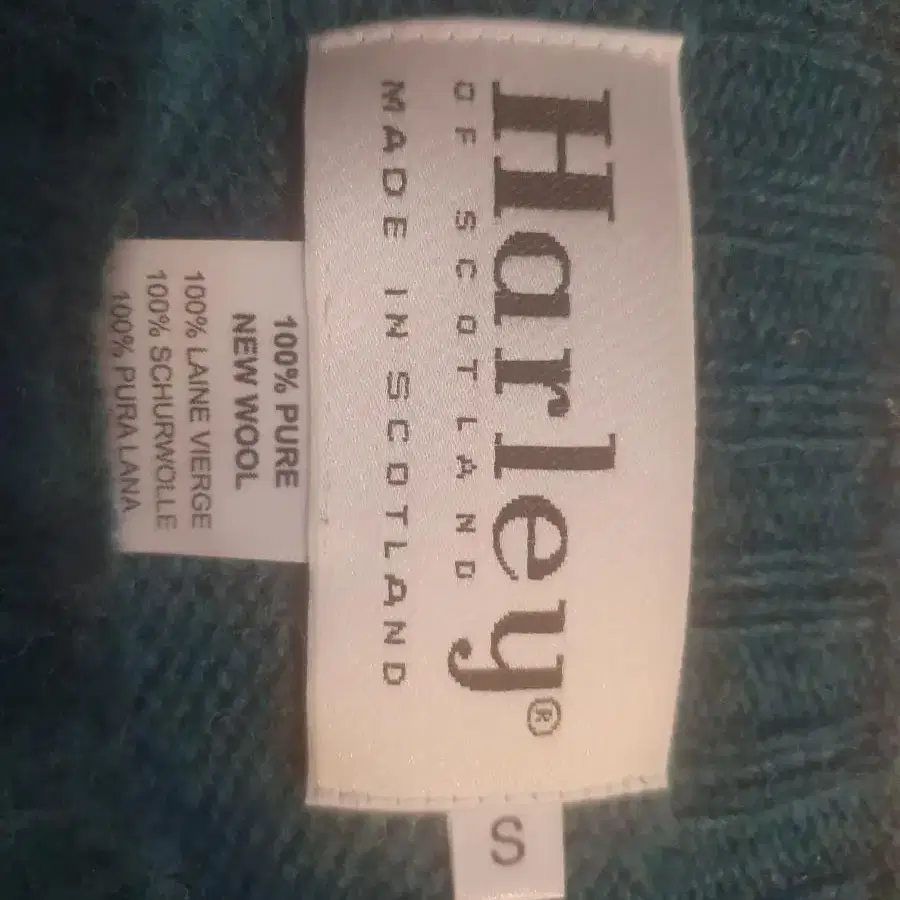 Harley®
OF SCOTLAND
MADE IN SCOTLAND
S
100% PURE
NEW WOOL
100% LAINE VIERGE
100% SCHURWOLLE
100% PURA LANA